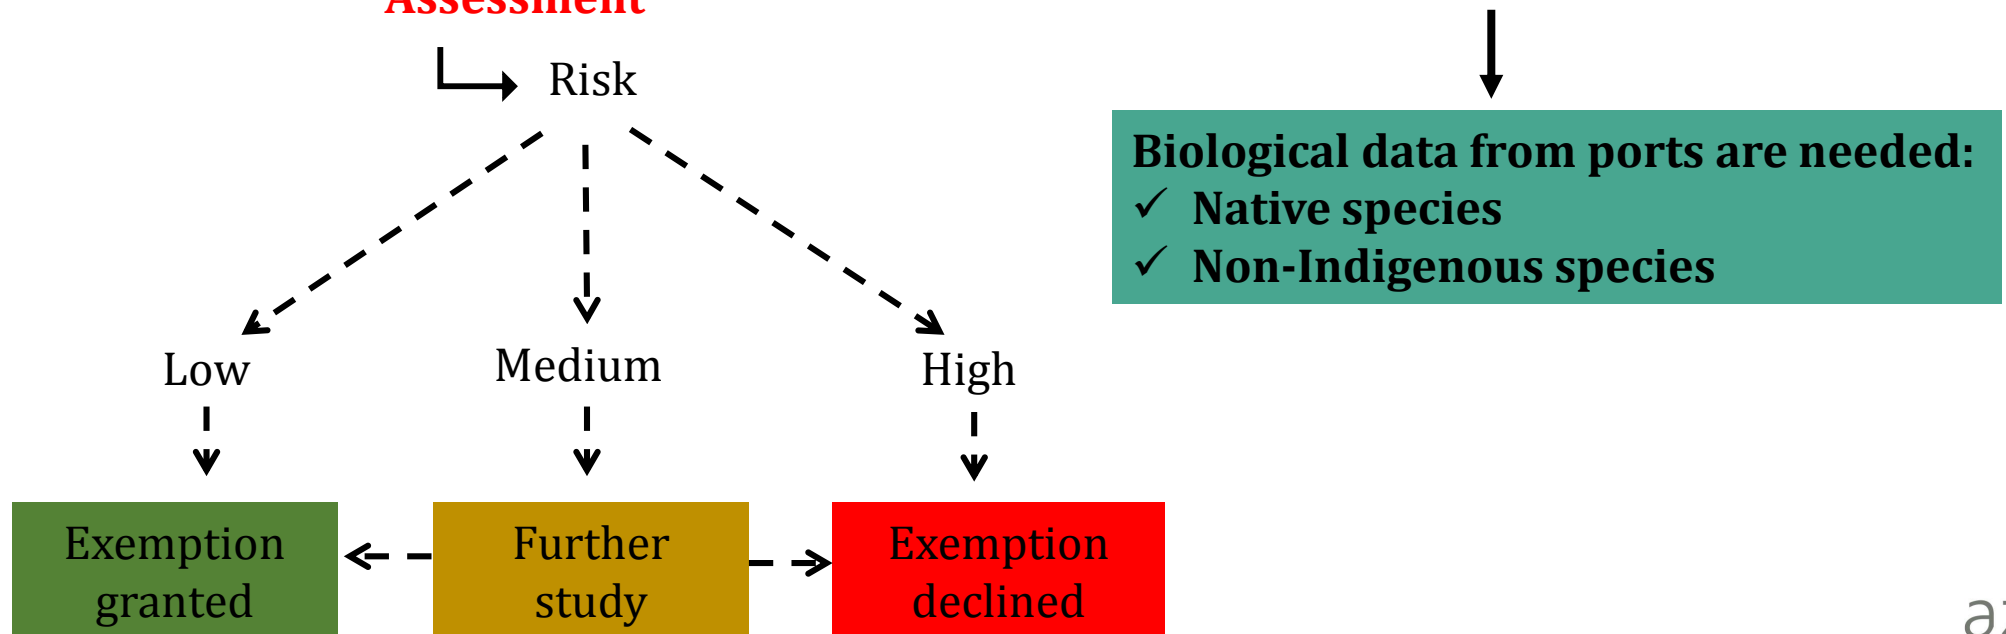 Assessment
Risk
Biological data from ports are needed:
✓ Native species
✓ Non-Indigenous species
Low
Medium
High
Exemption
granted
Further
study
Exemption
declined